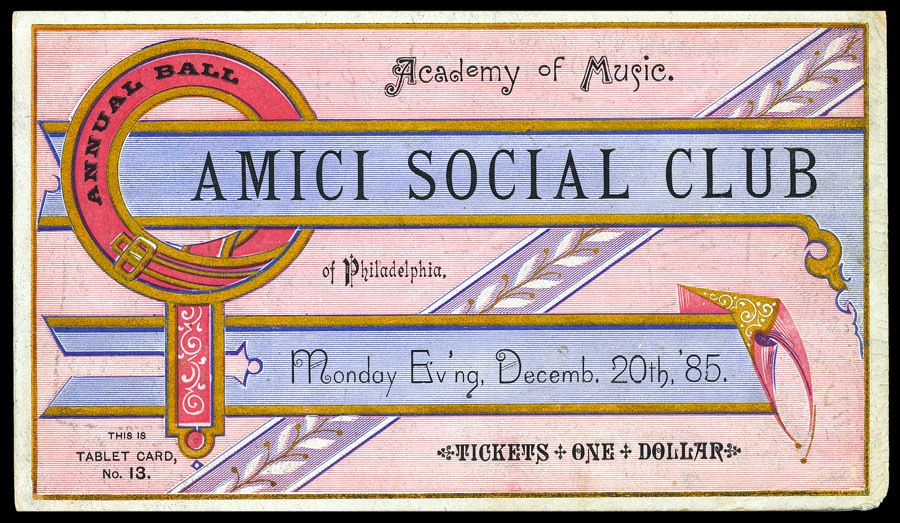 Academy of Music.
ANNUAL BALL
AMICI SOCIAL CLUB
of Philadelphia.
Monday Ev'ng, Decemb. 20th, '85.
THIS IS
TABLET CARD,
No. 13.
TICKETS + ONE + DOLLAR